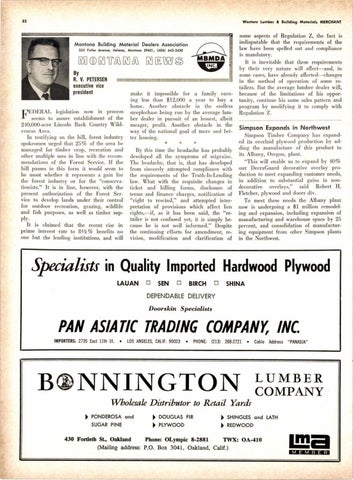 22
Western Lumber & Building Materials MERCHANT
Montana Building Material Dealers Association
MONTANA NEWS
MBMDA
INC
By
R. V. PETERSEN
executive vice
president
FEDERAL legislation now in process
seems to assure establishment of the
240,000-acre Lincoln Back County Wild-
erness Area.
In testifying on the bill, forest industry
spokesmen urged that 25% of the area be
managed for timber crop, recreation and
other multiple uses in line with the recom-
mendations of the Forest Service. If the
bill passes in this form it would seem to
be moot whether it represents a gain for
the forest industry or for the "conserva-
tionists." It is in line, however, with the
present authorization of the Forest Ser-
vice to develop lands under their control
for outdoor recreation, grazing, wildlife
and fish purposes, as well as timber sup-
ply.
It is claimed that the recent rise in
prime interest rate to 8½% benefits no
one but the lending institutions, and will
make it impossible for a family earn-
ing less than $12,000 a year to buy a
home. Another obstacle in the endless
steeplechase being run by the average lum-
ber dealer in pursuit of an honest, albeit
meager, profit. Another obstacle in the
way of the national goal of more and bet-
ter housing.
* * *
By this time the headache has probably
developed all the symptoms of migraine.
The headache, that is, that has developed
from sincerely attempted compliance with
the requirements of the Truth-In-Lending
law. What with the requisite changes in
ticket and billing forms, disclosure of
terms and finance charges, notification of
"right to rescind," and attempted inter-
pretation of provisions which affect lien
rights,—if, as it has been said, the "re-
tailer is not confused yet, it is simply be-
cause he is not well informed." Despite
the continuing efforts for amendment, re-
vision, modification and clarification of
some aspects of Regulation Z, the fact is
indisputable that the requirements of the
law have been spelled out and compliance
is mandatory.
It is inevitable that these requirements
by their very nature will effect—and, in
some cases, have already affected—changes
in the method of operation of some re-
tailers. But the average lumber dealer will,
because of the limitations of his oppor-
tunity, continue his same sales pattern and
program by modifying it to comply with
Regulation Z.
Simpson Expands in Northwest
Simpson Timber Company has expand-
ed its overlaid plywood production by ad-
ding the manufacture of this product to
its Albany, Oregon, plant.
"This will enable us to expand by 40%
our GuardGuard decorative overlay pro-
duction to meet expanding customer needs,
in addition to substantial gains in non-
decorative overlays," said Robert H.
Fletcher, plywood and doors div.
To meet these needs the Albany plant
is undergoing a $1 million remodel-
ing and expansion, including expansion of
manufacturing and warehouse space by 25
percent, and consolidation of manufactur-
ing equipment from other Simpson plants
in the Northwest.
Specialists in Quality Imported Hardwood Plywood
LAUAN □ SEN □ BIRCH □ SHINA
DEPENDABLE DELIVERY
Doorskin Specialists
PAN ASIATIC TRADING COMPANY, INC.
IMPORTERS: 2735 East 11th St. • LOS ANGELES, CALIF. 90023 • PHONE: (213) 268-2721 • Cable Address "PANASIA"
BONNINGTON LUMBER COMPANY
Wholesale Distributor to Retail Yards
PONDEROSA and SUGAR PINE
DOUGLAS FIR
PLYWOOD
SHINGLES and LATH
REDWOOD
430 Fortieth St., Oakland Phone: OLympic 8-2881 TWX: OA-410
(Mailing address: P.O. Box 3041, Oakland, Calif.)
lma
MEMBER